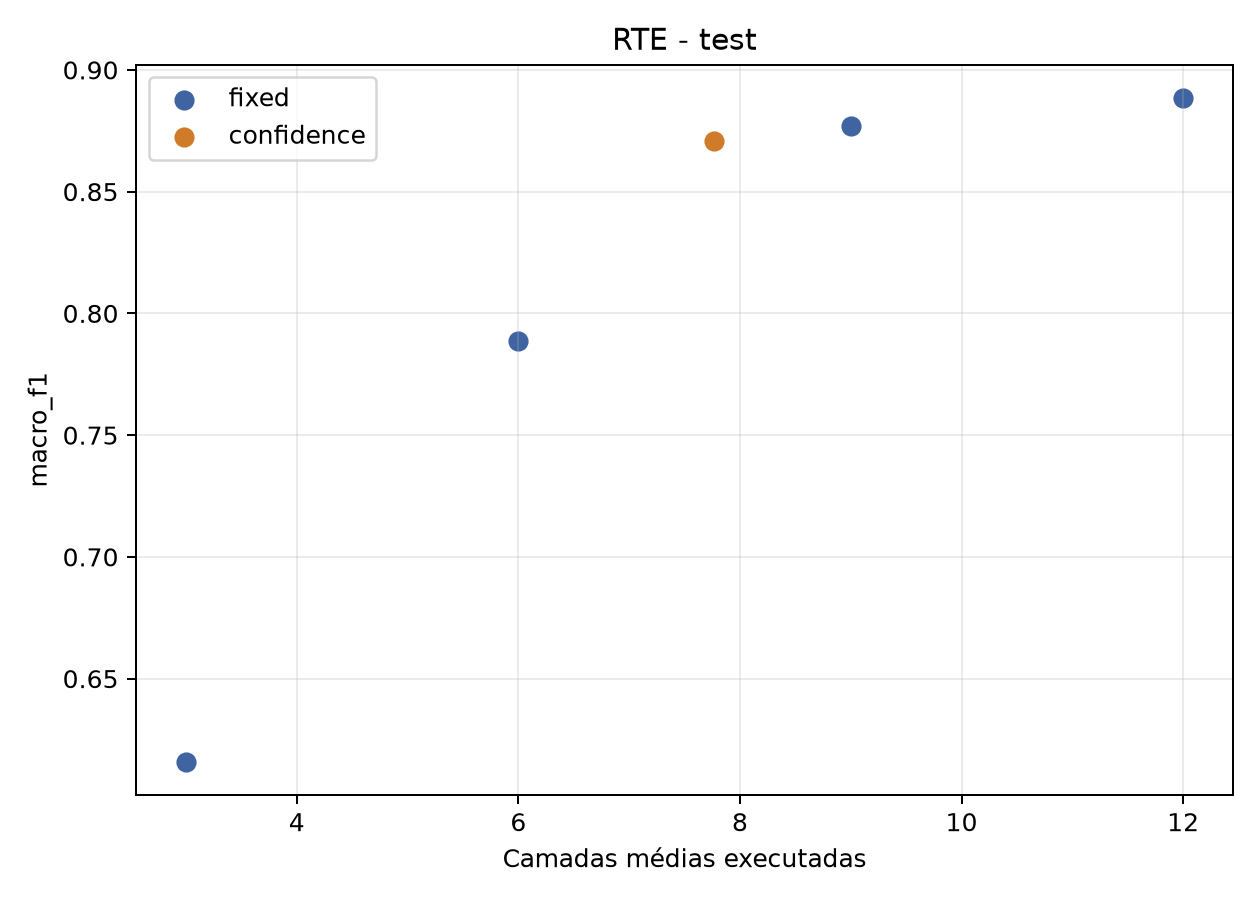 RTE - test
fixed
confidence
0.90
0.85
0.80
0.75
0.70
0.65
macro_f1
4 6 8 10 12
Camadas médias executadas